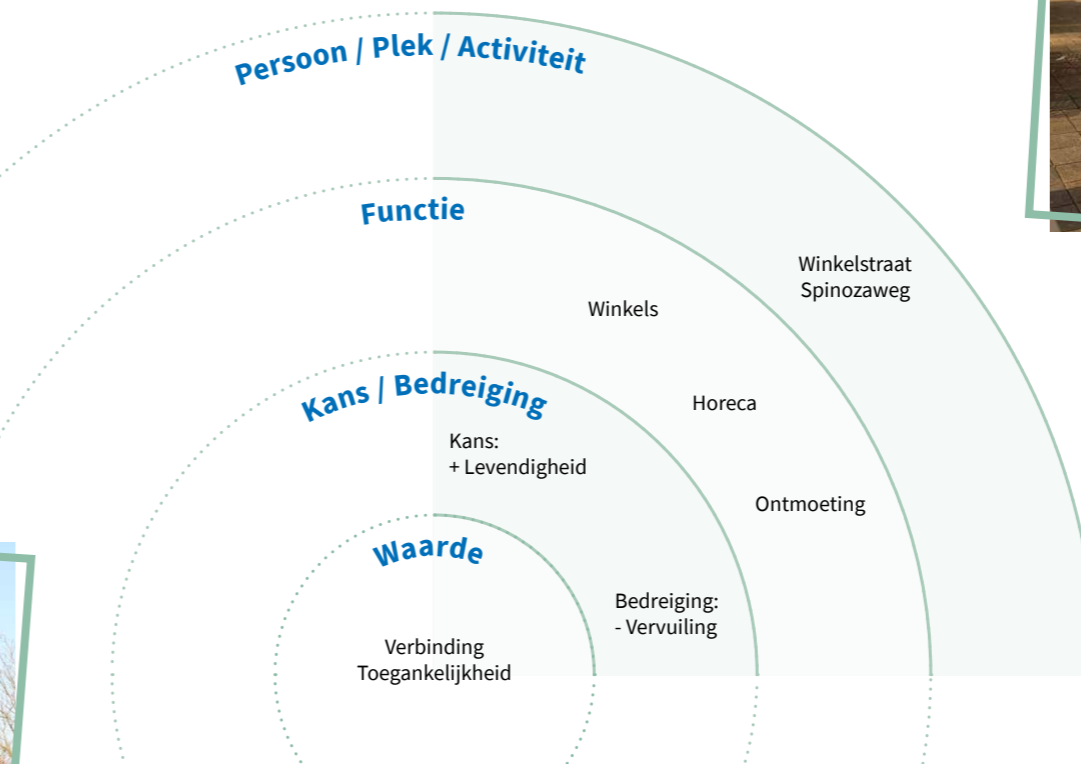 Persoon / Plek / Activiteit
Functie
Winkelstraat
Spinozaweg
Winkels
Kans / Bedreiging
Horeca
Kans:
+ Levendigheid
Ontmoeting
Waarde
Bedreiging:
- Vervuiling
Verbinding
Toegankelijkheid